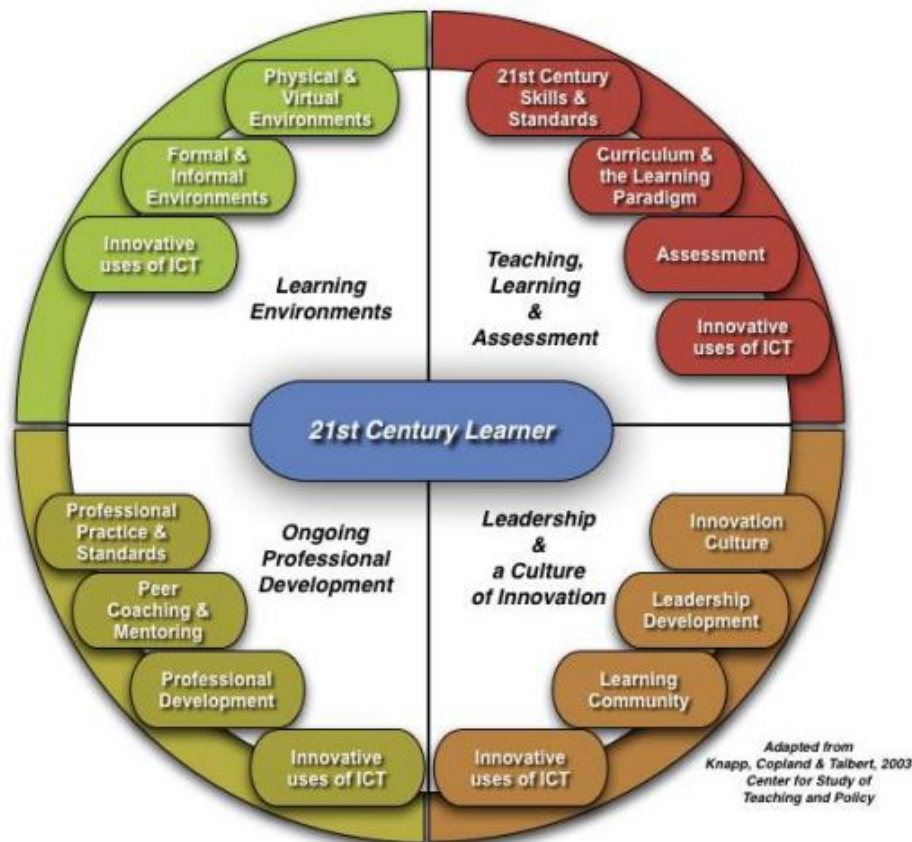 Physical &
Virtual
Environments
Formal &
Informal
Environments
Innovative
uses of ICT
Learning
Environments
21st Century
Skills &
Standards
Curriculum &
the Learning
Paradigm
Assessment
Innovative
uses of ICT
Teaching,
Learning
&
Assessment
21st Century Learner
Professional
Practice &
Standards
Peer
Coaching &
Mentoring
Professional
Development
Innovative
uses of ICT
Ongoing
Professional
Development
Leadership
&
a Culture
of Innovation
Innovation
Culture
Leadership
Development
Learning
Community
Innovative
uses of ICT
Adapted from
Knapp, Copland & Talbert, 2003
Center for Study of
Teaching and Policy